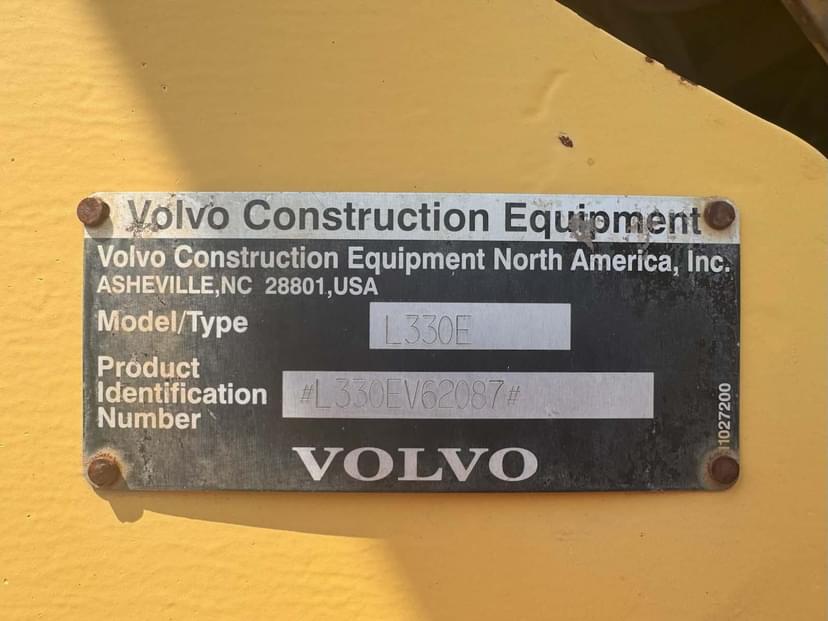 Volvo Construction Equipment
Volvo Construction Equipment North America, Inc.
ASHEVILLE,NC 28801,USA
Model/Type L330E
Product
Identification
Number
#L330EV62087#
11027200
VOLVO